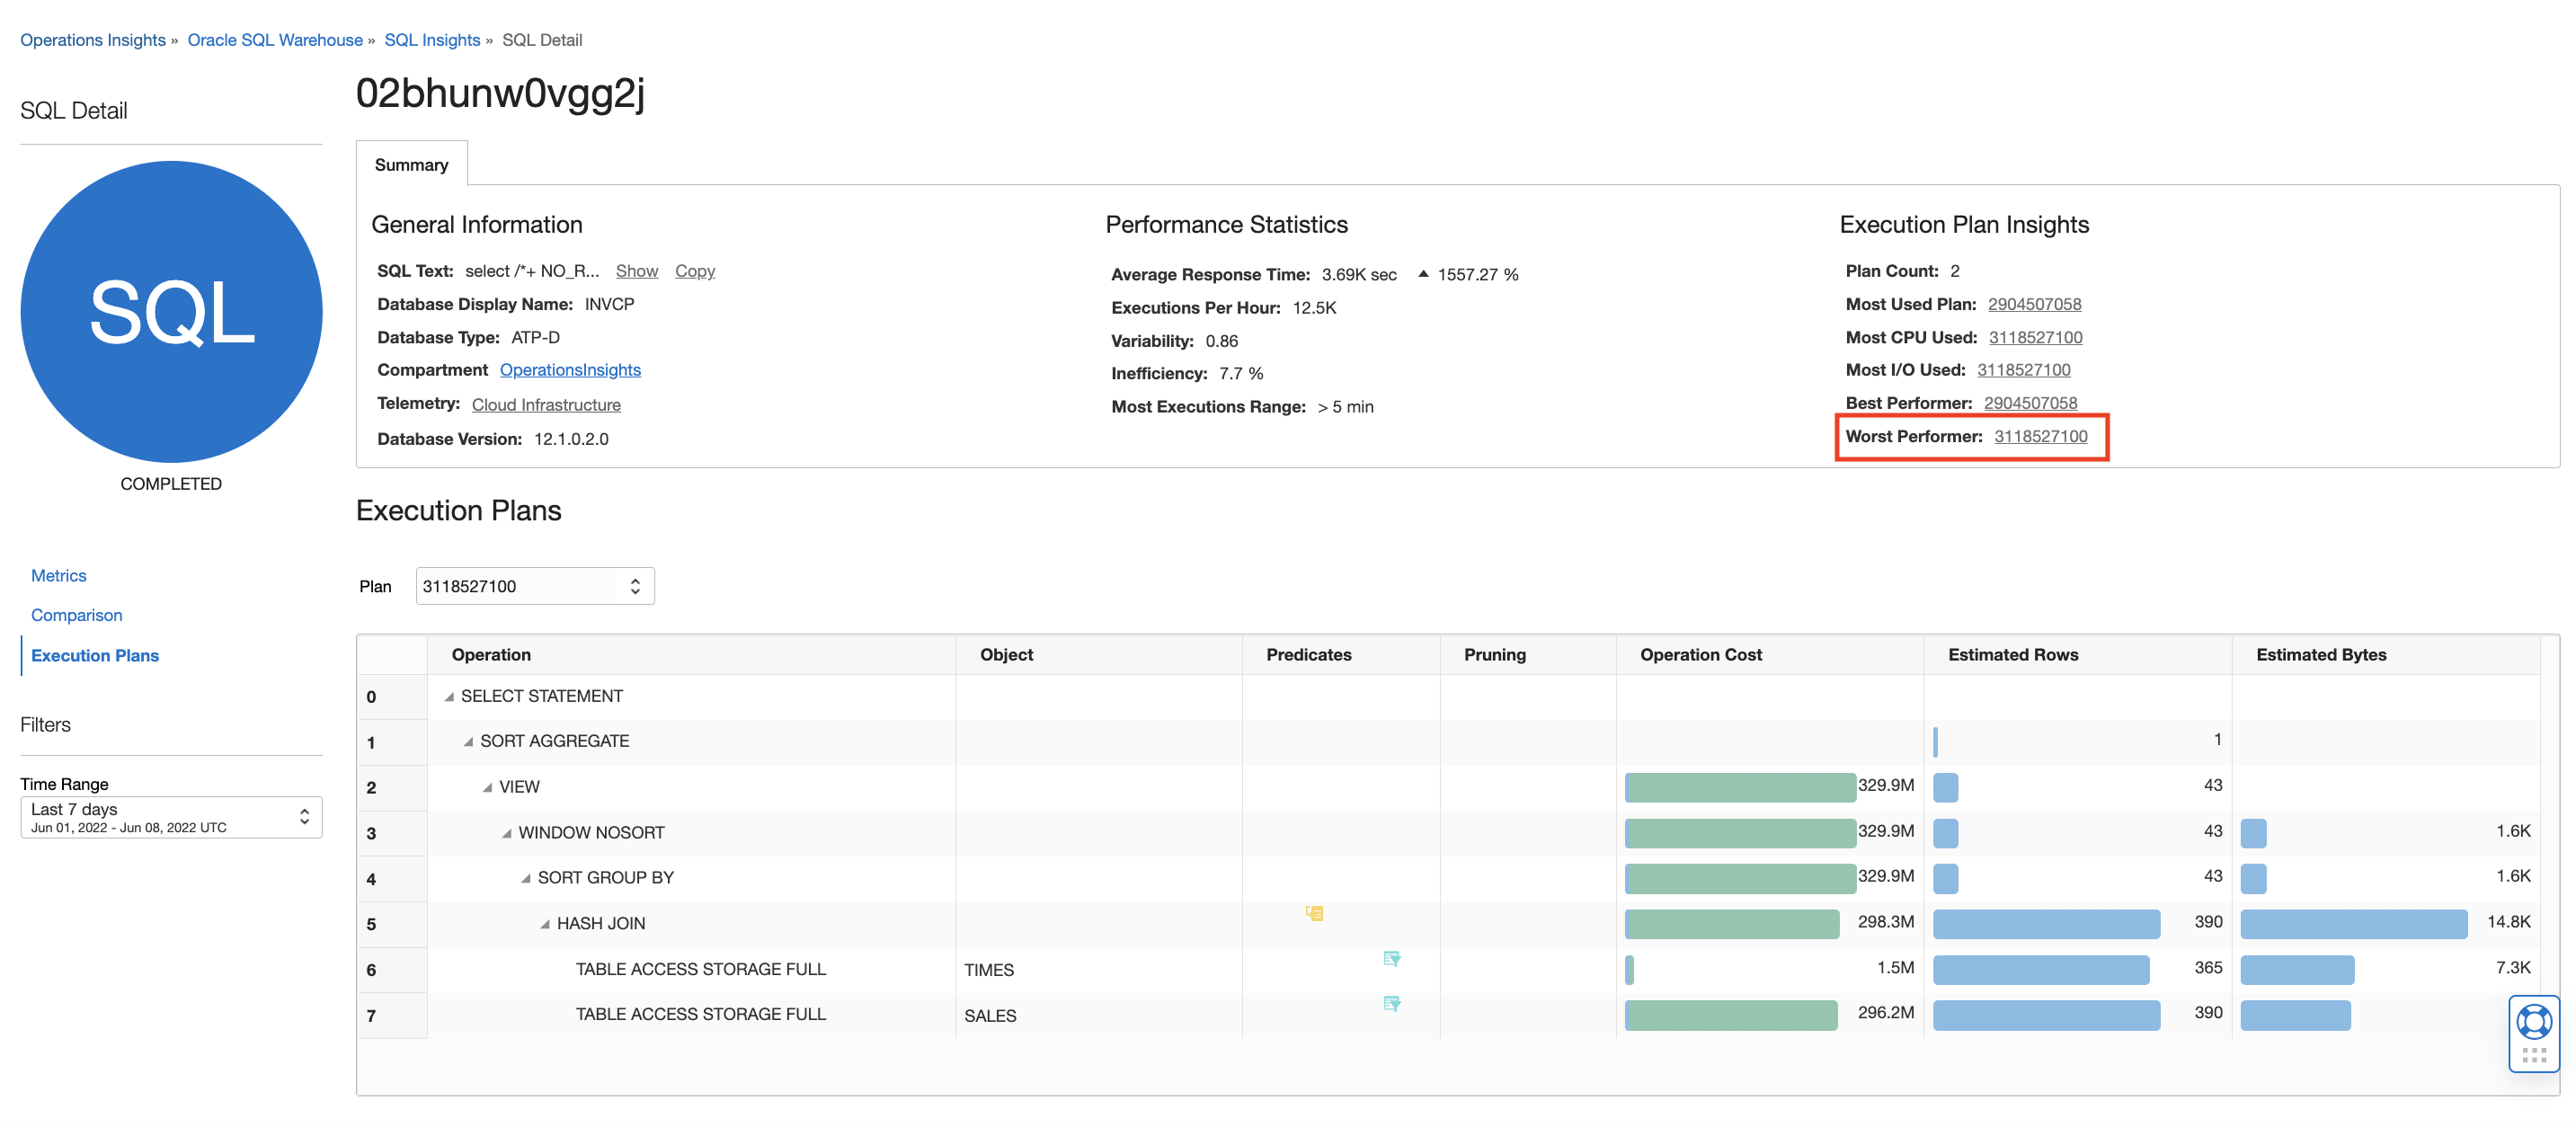 Operations Insights » Oracle SQL Warehouse » SQL Insights » SQL Detail
SQL Detail
SQL
COMPLETED
Metrics
Comparison
Execution Plans
Filters
Time Range
Last 7 days
Jun 01, 2022 - Jun 08, 2022 UTC
02bhunw0vgg2j
Summary
General Information
SQL Text: select /*+ NO_R... Show Copy
Database Display Name: INVCP
Database Type: ATP-D
Compartment OperationsInsights
Telemetry: Cloud Infrastructure
Database Version: 12.1.0.2.0
Performance Statistics
Average Response Time: 3.69K sec ▲ 1557.27 %
Executions Per Hour: 12.5K
Variability: 0.86
Inefficiency: 7.7 %
Most Executions Range: > 5 min
Execution Plan Insights
Plan Count: 2
Most Used Plan: 2904507058
Most CPU Used: 3118527100
Most I/O Used: 3118527100
Best Performer: 2904507058
Worst Performer: 3118527100
Execution Plans
Plan 3118527100
Operation Object Predicates Pruning Operation Cost Estimated Rows Estimated Bytes
0 SELECT STATEMENT
1 SORT AGGREGATE 1
2 VIEW 329.9M 43
3 WINDOW NOSORT 329.9M 43 1.6K
4 SORT GROUP BY 329.9M 43 1.6K
5 HASH JOIN 298.3M 390 14.8K
6 TABLE ACCESS STORAGE FULL TIMES 1.5M 365 7.3K
7 TABLE ACCESS STORAGE FULL SALES 296.2M 390